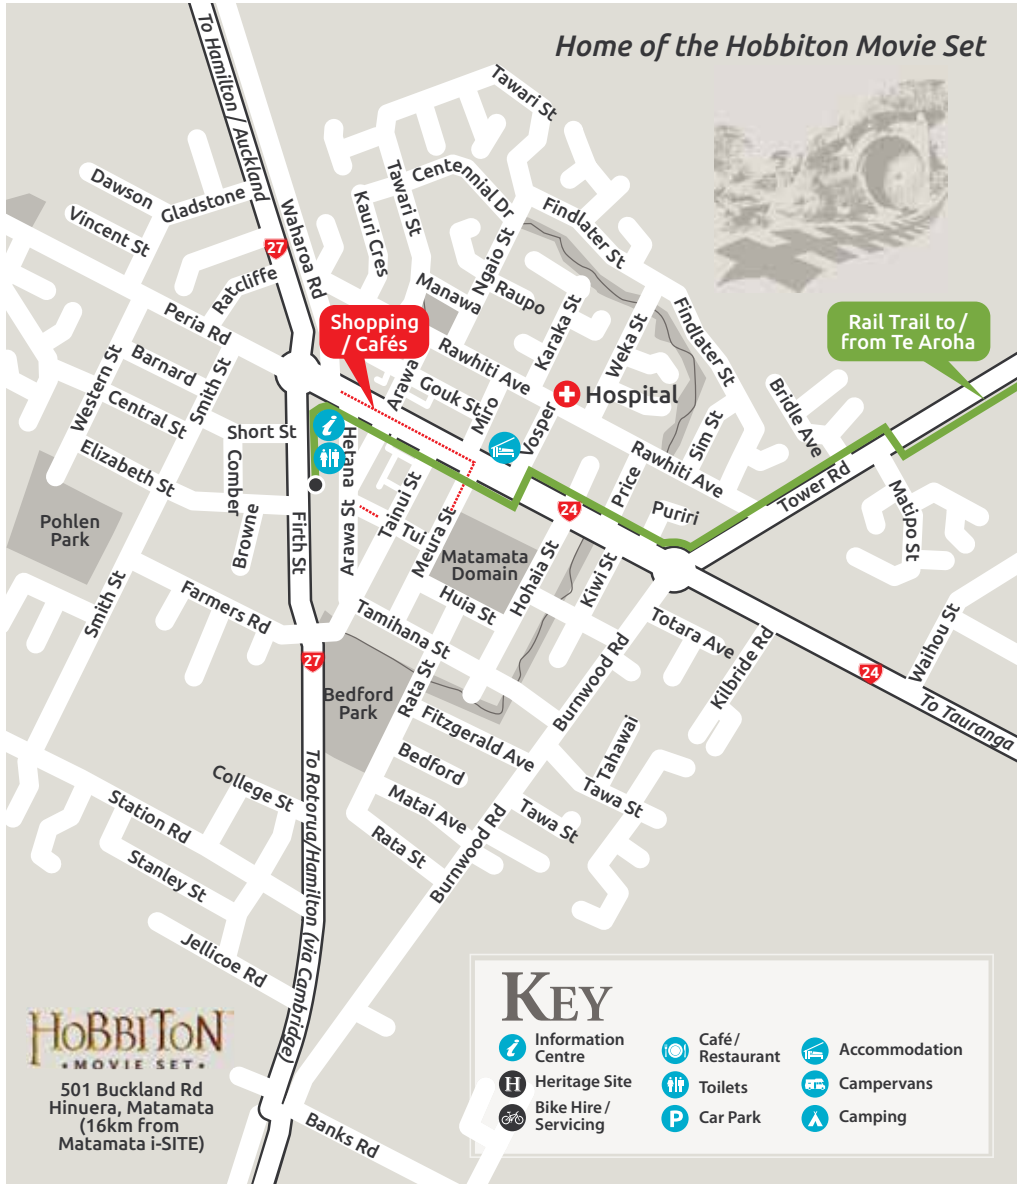 Home of the Hobbiton Movie Set
To Hamilton / Auckland
Tawari St
Dawson
Gladstone
Vincent St
27
Waharoa Rd
Kauri Cres
Tawari St
Centennial Dr
Findlater St
Ngaio St
Ratcliffe
Manawa
Raupo
Peria Rd
Shopping
/ Cafés
Karaka St
Weka St
Findlater St
Rail Trail to /
from Te Aroha
Western St
Barnard
Smith St
Arawa
Rawhiti Ave
Gouk St
Miro
Vosper
Hospital
Bridle Ave
Central St
Short St
i
Hetana St
Sim St
Elizabeth St
Comber
Rawhiti Ave
Price
Tower Rd
Pohlen
Park
Browne
Firth St
Arawa St
Tainui St
Tui
Meura St
24
Puriri
Matipo St
Matamata
Domain
Hohaia St
Kiwi St
Smith St
Farmers Rd
Tamihana St
Huia St
Totara Ave
Waihou St
27
Bedford
Park
Rata St
Burnwood Rd
Kilbride Rd
24
To Tauranga
Fitzgerald Ave
Tahawai
Bedford
Tawa St
College St
Matai Ave
Tawa St
Station Rd
Rata St
Burnwood Rd
Stanley St
To Rotorua/Hamilton (via Cambridge)
Jellicoe Rd
HOBBITON
• MOVIE SET •
501 Buckland Rd
Hinuera, Matamata
(16km from
Matamata i-SITE)
Banks Rd
KEY
i
Information
Centre
Café /
Restaurant
Accommodation
H
Heritage Site
Toilets
Campervans
Bike Hire /
Servicing
P
Car Park
Camping